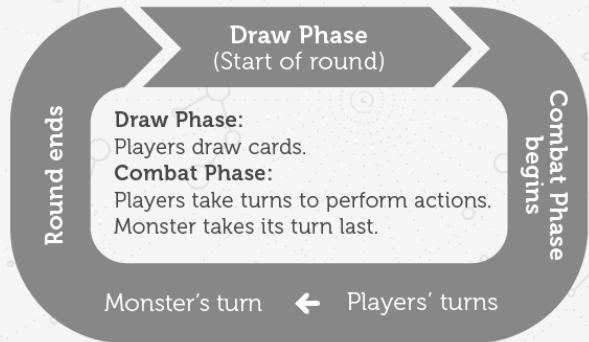 Draw Phase
(Start of round)
Combat Phase
begins
Players’ turns
Monster’s turn
Round ends
Draw Phase:
Players draw cards.
Combat Phase:
Players take turns to perform actions.
Monster takes its turn last.